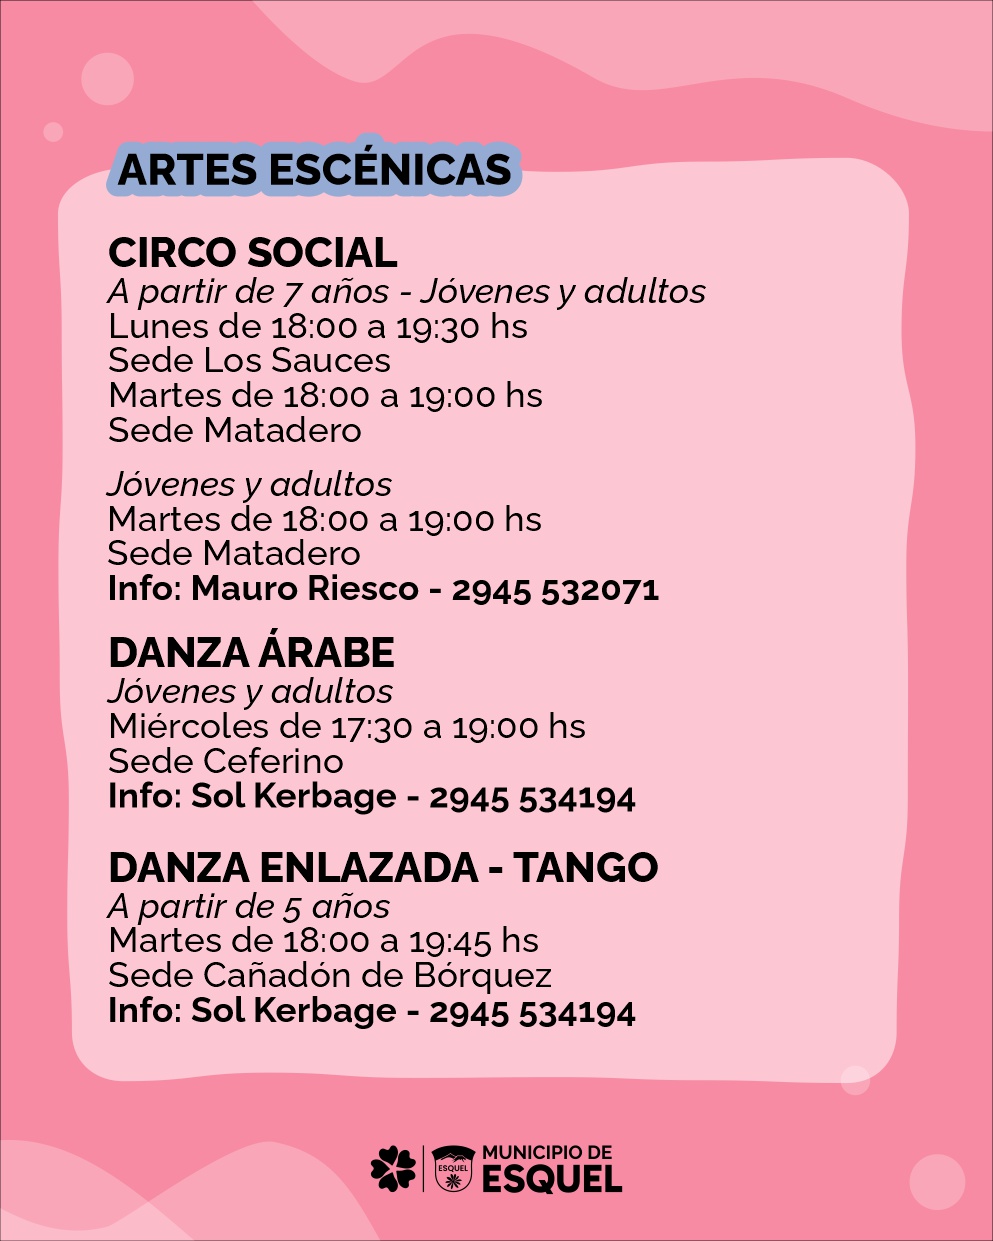 ARTES ESCÉNICAS
CIRCO SOCIAL
A partir de 7 años - Jóvenes y adultos
Lunes de 18:00 a 19:30 hs
Sede Los Sauces
Martes de 18:00 a 19:00 hs
Sede Matadero
Jóvenes y adultos
Martes de 18:00 a 19:00 hs
Sede Matadero
Info: Mauro Riesco - 2945 532071
DANZA ÁRABE
Jóvenes y adultos
Miércoles de 17:30 a 19:00 hs
Sede Ceferino
Info: Sol Kerbage - 2945 534194
DANZA ENLAZADA - TANGO
A partir de 5 años
Martes de 18:00 a 19:45 hs
Sede Cañadón de Bórquez
Info: Sol Kerbage - 2945 534194
ESQUEL
MUNICIPIO DE
ESQUEL